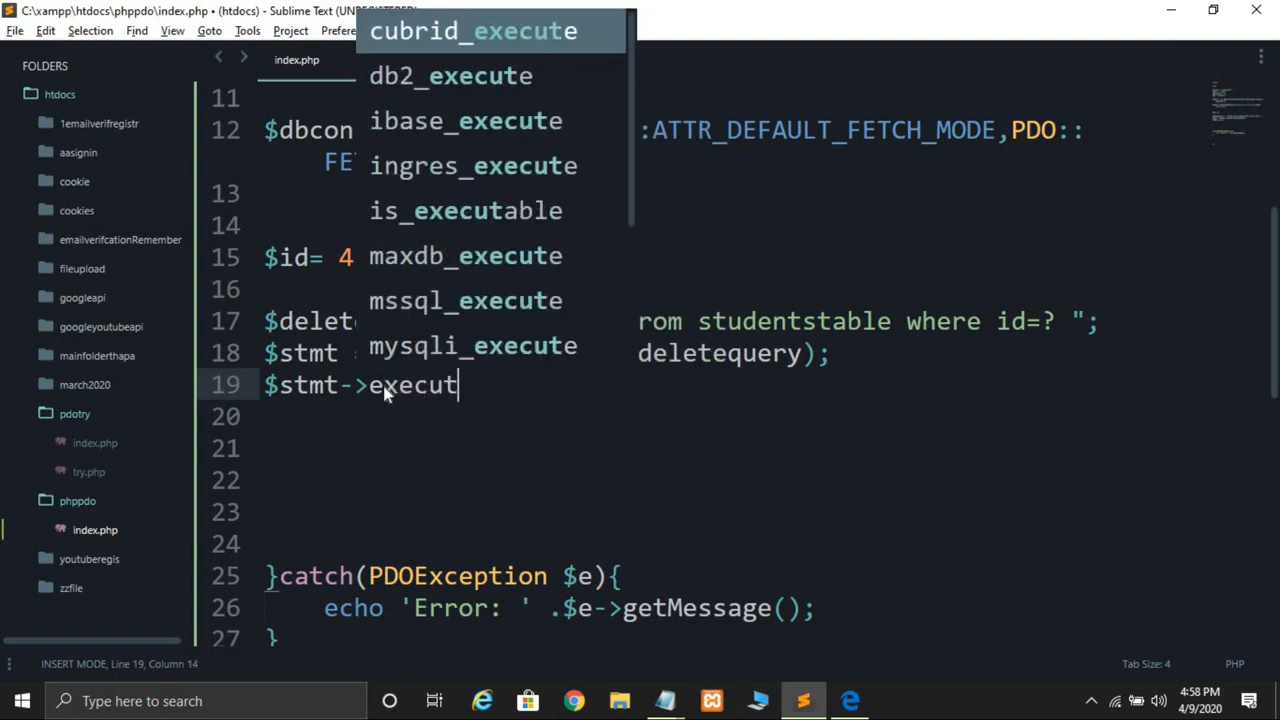 C:\xampp\htdocs\phppdo\index.php • (htdocs) - Sublime Text (UNREGISTERED)
File Edit Selection Find View Goto Tools Project Prefere
FOLDERS
htdocs
1emailverifregistr
aasignin
cookie
cookies
emailverifcationRemember
fileupload
googleapi
googleyoutubeapi
mainfolderthapa
march2020
pdotry
index.php
try.php
phppdo
index.php
youtuberegis
zzfile
index.php
cubrid_execute
db2_execute
ibase_execute
ingres_execute
is_executable
maxdb_execute
mssql_execute
mysqli_execute
11
12 $dbcon :ATTR_DEFAULT_FETCH_MODE,PDO::
FE
13
14
15 $id= 4
16
17 $delet rom studentstable where id=? ";
18 $stmt deletequery);
19 $stmt->execut
20
21
22
23
24
25 }catch(PDOException $e){
26 echo 'Error: ' .$e->getMessage();
27 }
INSERT MODE, Line 19, Column 14
Tab Size: 4
PHP
Type here to search
4:58 PM
4/9/2020